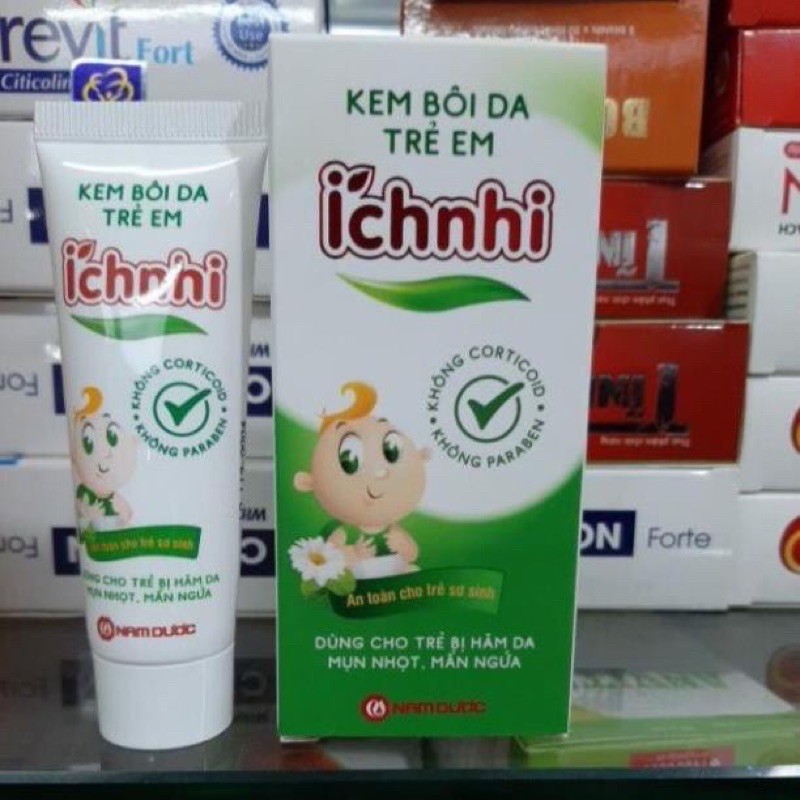 revit Fort
Citicolin
KEM BÔI DA
TRẺ EM
ichnhi
KHÔNG CORTICOID
KHÔNG PARABEN
An toàn cho trẻ sơ sinh
DÙNG CHO TRẺ BỊ HĂM DA
MỤN NHỌT, MẨN NGỨA
NAM DƯỢC
KEM BÔI DA
TRẺ EM
ichnhi
KHÔNG CORTICOID
KHÔNG PARABEN
An toàn cho trẻ sơ sinh
DÙNG CHO TRẺ BỊ HĂM DA
MỤN NHỌT, MẨN NGỨA
NAM DƯỢC
ON Forte